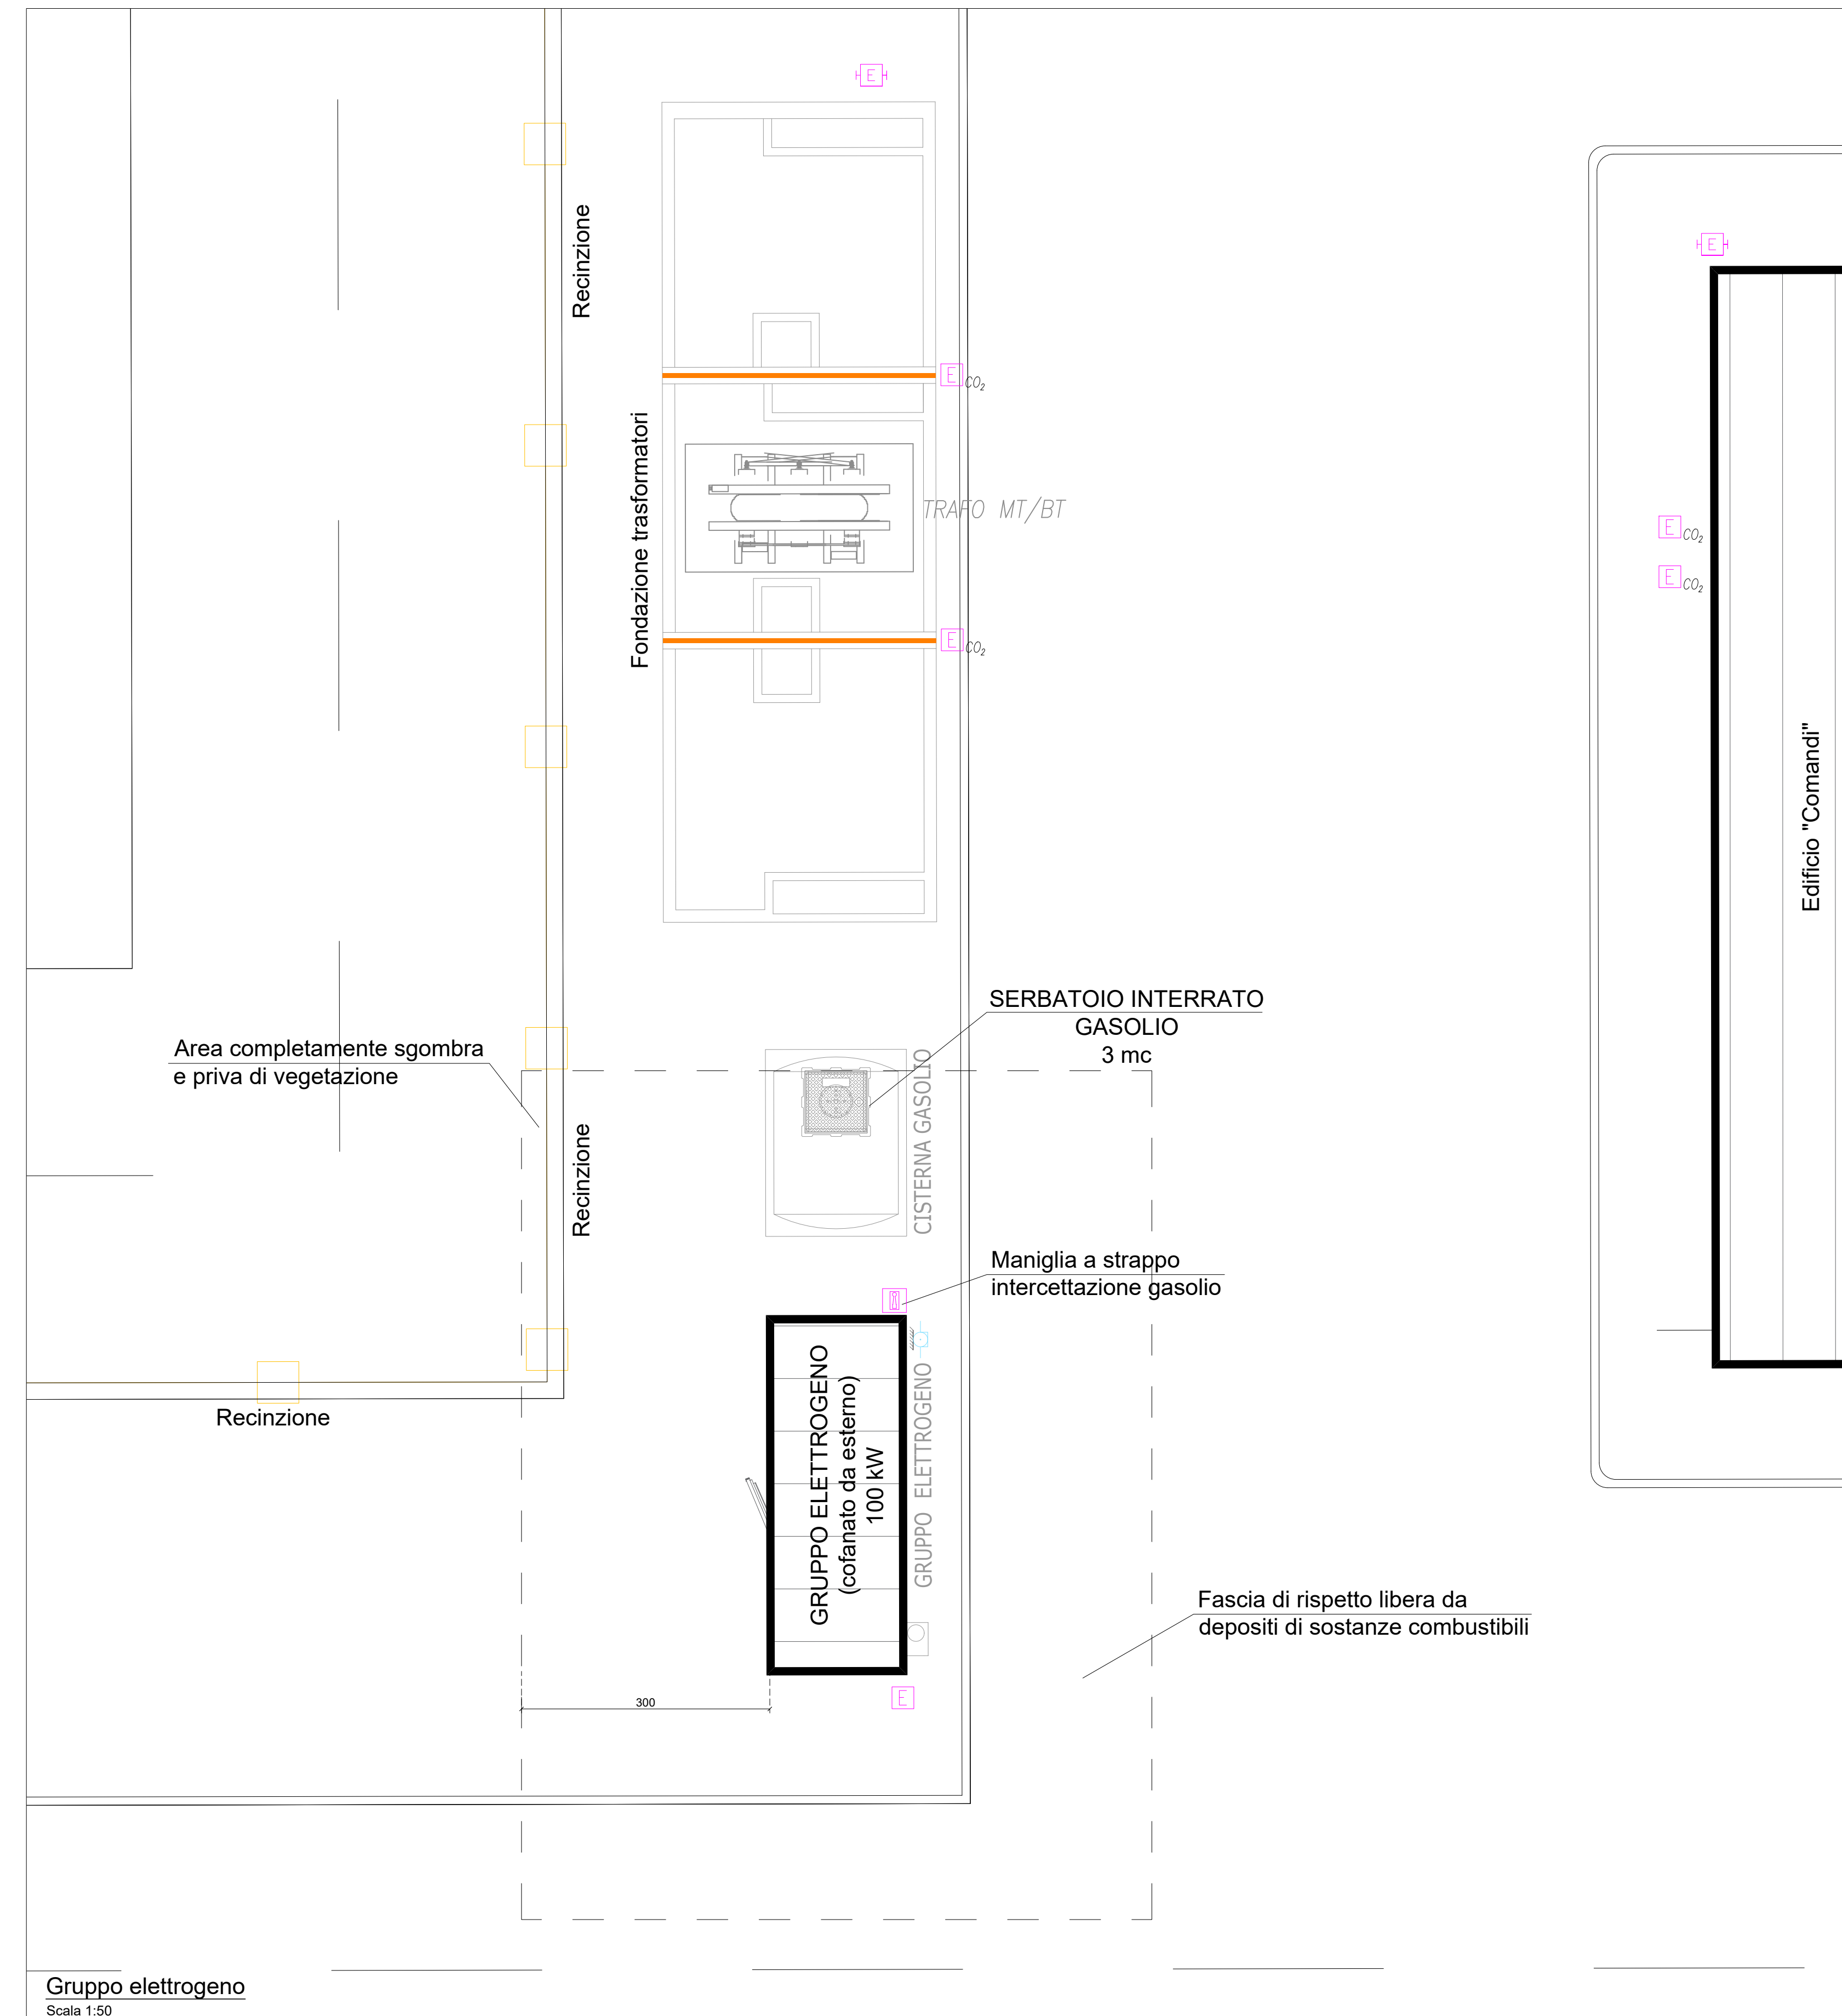 E
Recinzione
E
E CO2
Fondazione trasformatori
TRAFO MT/BT
E CO2
E CO2
E CO2
Edificio "Comandi"
SERBATOIO INTERRATO
GASOLIO
3 mc
Area completamente sgombra
e priva di vegetazione
CISTERNA GASOLIO
Recinzione
Maniglia a strappo
intercettazione gasolio
GRUPPO ELETTROGENO
(cofanato da esterno)
100 kW
GRUPPO ELETTROGENO
Recinzione
Fascia di rispetto libera da
depositi di sostanze combustibili
E
300
Gruppo elettrogeno
Scala 1:50